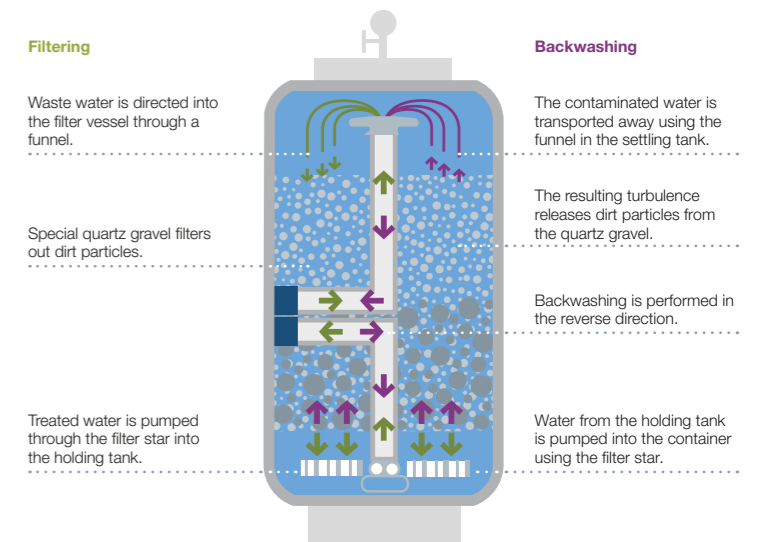 Filtering
Waste water is directed into
the filter vessel through a
funnel.
Special quartz gravel filters
out dirt particles.
Treated water is pumped
through the filter star into
the holding tank.
Backwashing
The contaminated water is
transported away using the
funnel in the settling tank.
The resulting turbulence
releases dirt particles from
the quartz gravel.
Backwashing is performed in
the reverse direction.
Water from the holding tank
is pumped into the container
using the filter star.